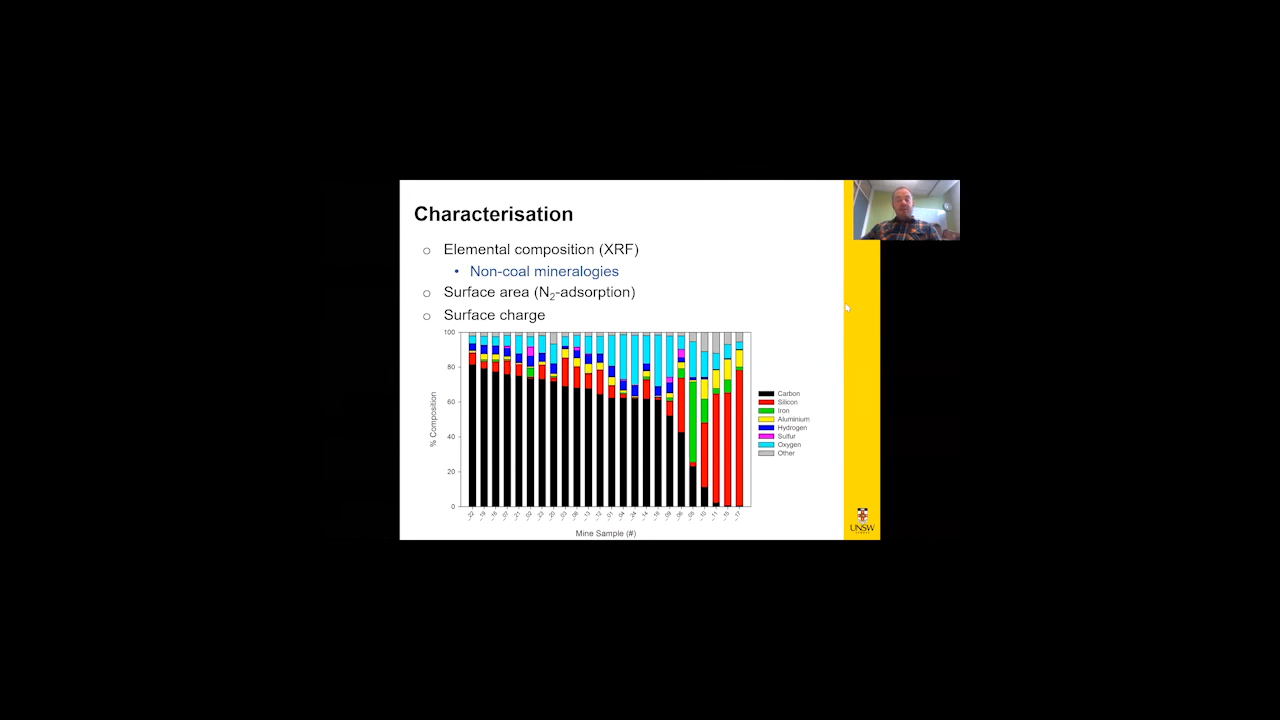 Characterisation
Elemental composition (XRF)
Non-coal mineralogies
Surface area (N2-adsorption)
Surface charge
100
80
60
40
20
0
% Composition
Carbon
Silicon
Iron
Aluminium
Hydrogen
Sulfur
Oxygen
Other
Mine Sample (#)
UNSW